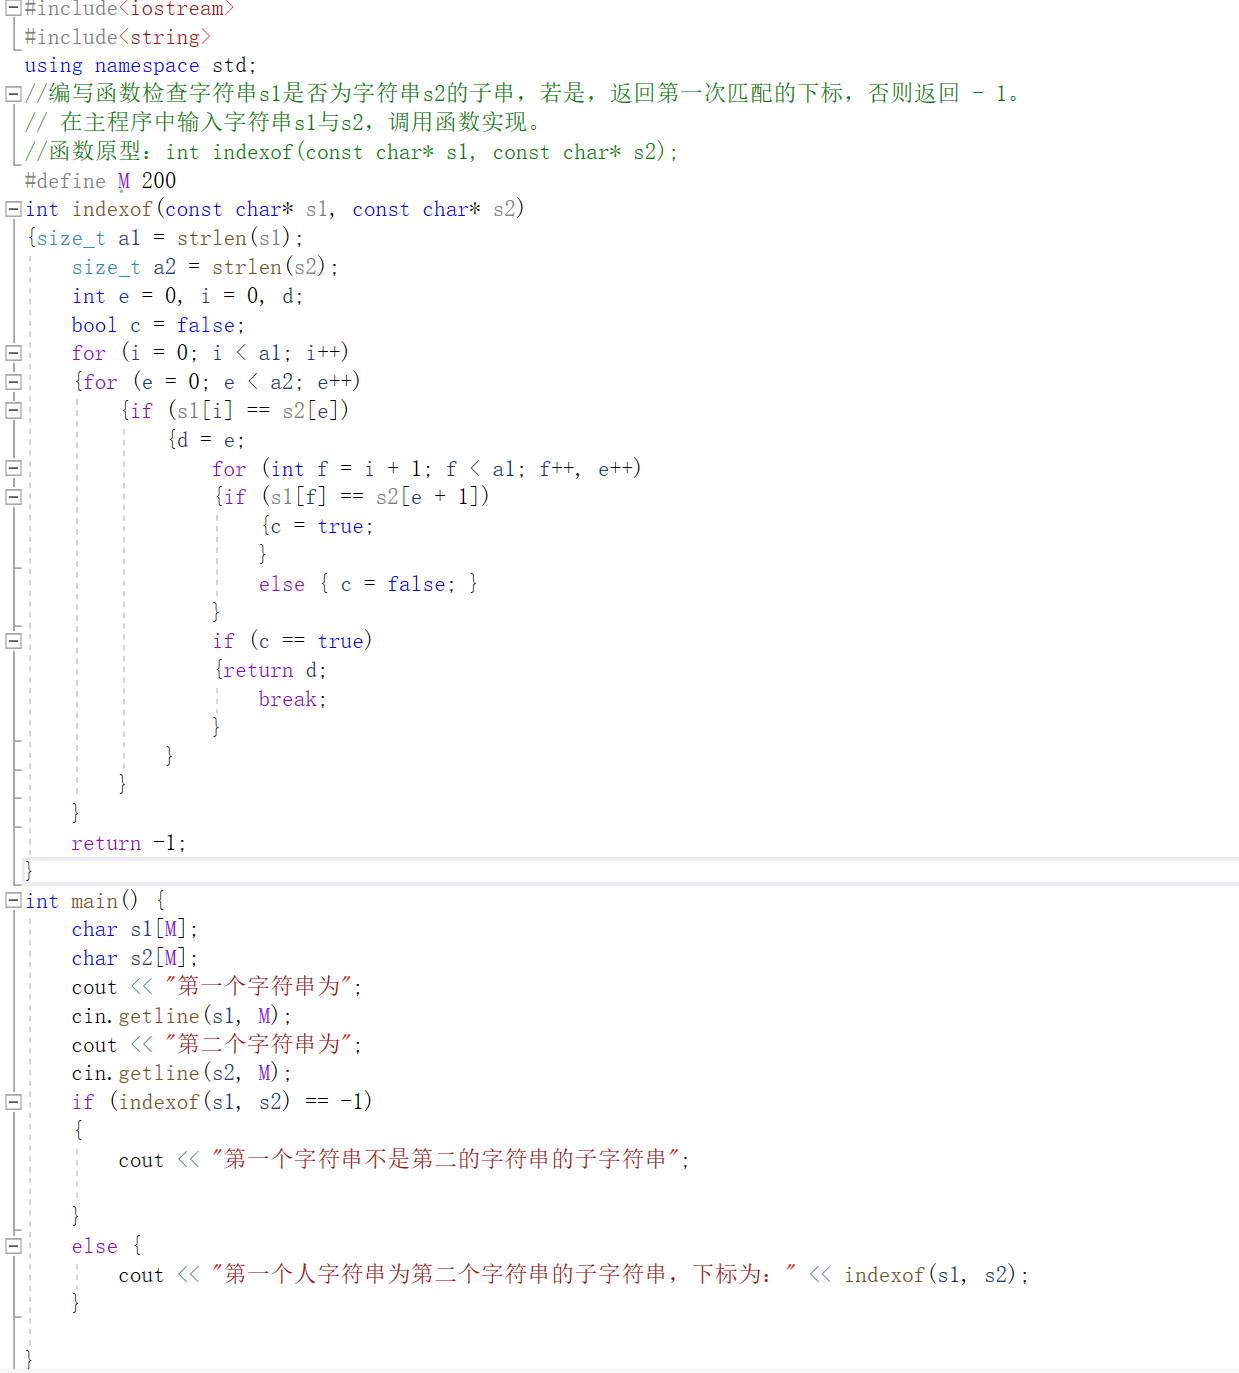 #include<iostream>
#include<string>
using namespace std;
//编写函数检查字符串s1是否为字符串s2的子串，若是，返回第一次匹配的下标，否则返回 - 1。
// 在主程序中输入字符串s1与s2，调用函数实现。
//函数原型：int indexof(const char* s1, const char* s2);
#define M 200
int indexof(const char* s1, const char* s2)
{size_t a1 = strlen(s1);
size_t a2 = strlen(s2);
int e = 0, i = 0, d;
bool c = false;
for (i = 0; i < a1; i++)
{for (e = 0; e < a2; e++)
{if (s1[i] == s2[e])
{d = e;
for (int f = i + 1; f < a1; f++, e++)
{if (s1[f] == s2[e + 1])
{c = true;
}
else { c = false; }
}
if (c == true)
{return d;
break;
}
}
}
}
return -1;
}
int main() {
char s1[M];
char s2[M];
cout << "第一个字符串为";
cin.getline(s1, M);
cout << "第二个字符串为";
cin.getline(s2, M);
if (indexof(s1, s2) == -1)
{
cout << "第一个字符串不是第二的字符串的子字符串";
}
else {
cout << "第一个人字符串为第二个字符串的子字符串，下标为：" << indexof(s1, s2);
}
}